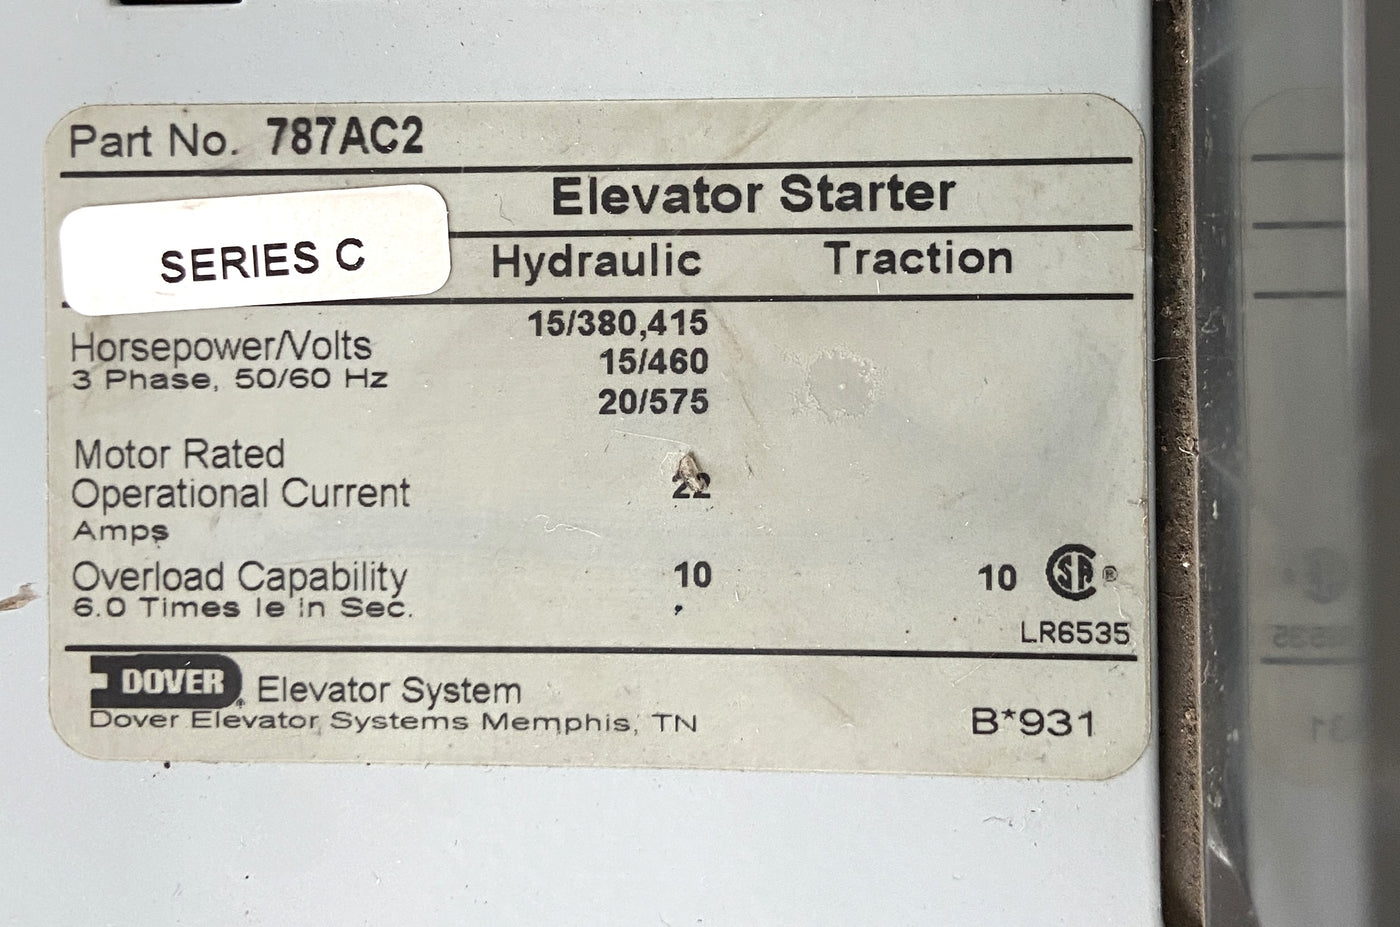 Part No. 787AC2
Elevator Starter
SERIES C
Hydraulic Traction
Horsepower/Volts 15/380,415
3 Phase, 50/60 Hz 15/460
20/575
Motor Rated
Operational Current 22
Amps
Overload Capability 10 10 SA ®
6.0 Times Ie in Sec.
LR6535
DOVER Elevator System
Dover Elevator Systems Memphis, TN B*931